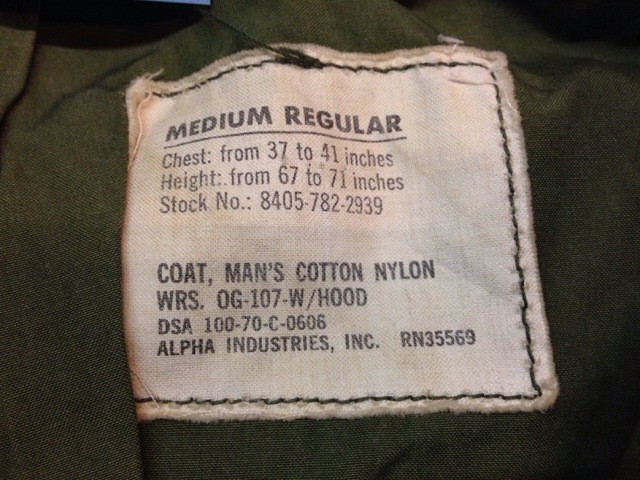 MEDIUM REGULAR
Chest: from 37 to 41 inches
Height: from 67 to 71 inches
Stock No.: 8405-782-2939
COAT, MAN'S COTTON NYLON
WRS. OG-107-W/HOOD
DSA 100-70-C-0606
ALPHA INDUSTRIES, INC. RN35569